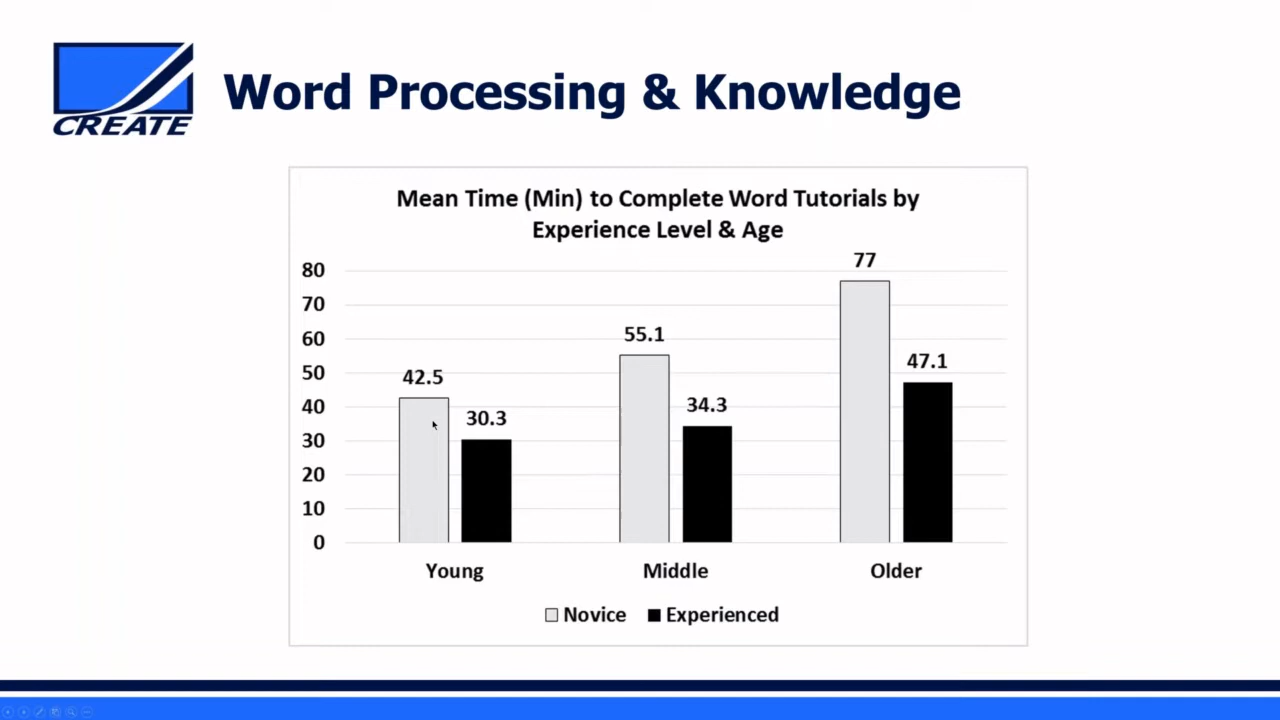 CREATE
Word Processing & Knowledge
Mean Time (Min) to Complete Word Tutorials by
Experience Level & Age
80
70
60
50
40
30
20
10
0
42.5
30.3
55.1
34.3
77
47.1
Young
Middle
Older
Novice
Experienced